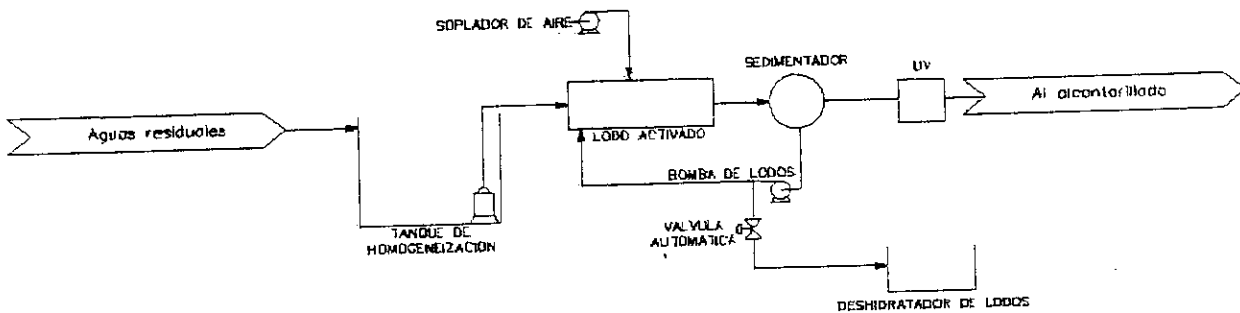 SOPLADOR DE AIRE
SEDIMENTADOR
UV
Aguas residuales
Al alcantarillado
LODO ACTIVADO
BOMBA DE LODOS
TANQUE DE
HOMOGENEIZACION
VALVULA
AUTOMATICA
DESHIDRATADOR DE LODOS